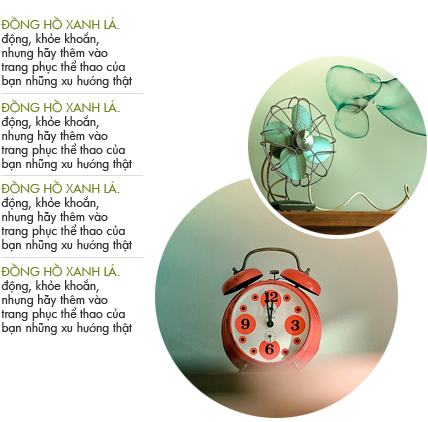 ĐỒNG HỒ XANH LÁ.
động, khỏe khoắn,
nhưng hãy thêm vào
trang phục thể thao của
bạn những xu hướng thật
ĐỒNG HỒ XANH LÁ.
động, khỏe khoắn,
nhưng hãy thêm vào
trang phục thể thao của
bạn những xu hướng thật
ĐỒNG HỒ XANH LÁ.
động, khỏe khoắn,
nhưng hãy thêm vào
trang phục thể thao của
bạn những xu hướng thật
ĐỒNG HỒ XANH LÁ.
động, khỏe khoắn,
nhưng hãy thêm vào
trang phục thể thao của
bạn những xu hướng thật
12
9 3
6